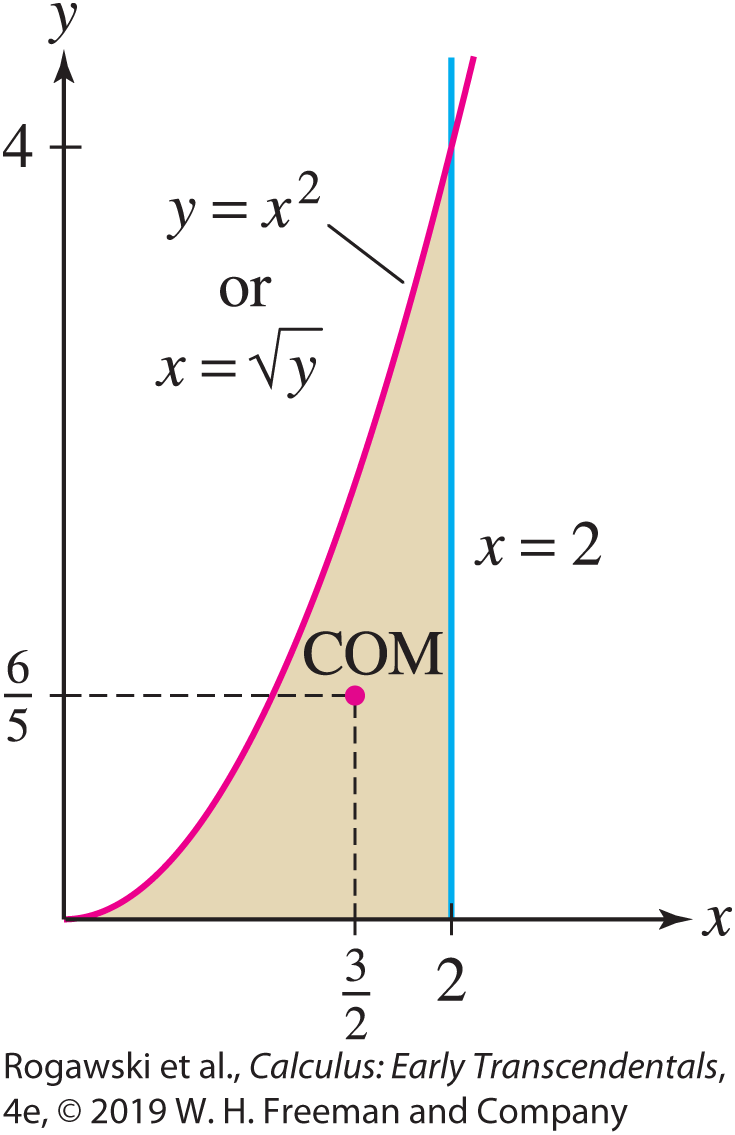 y
4
y = x²
or
x = √y
x = 2
COM
6/5
x
3/2
2
Rogawski et al., Calculus: Early Transcendentals,
4e, © 2019 W. H. Freeman and Company